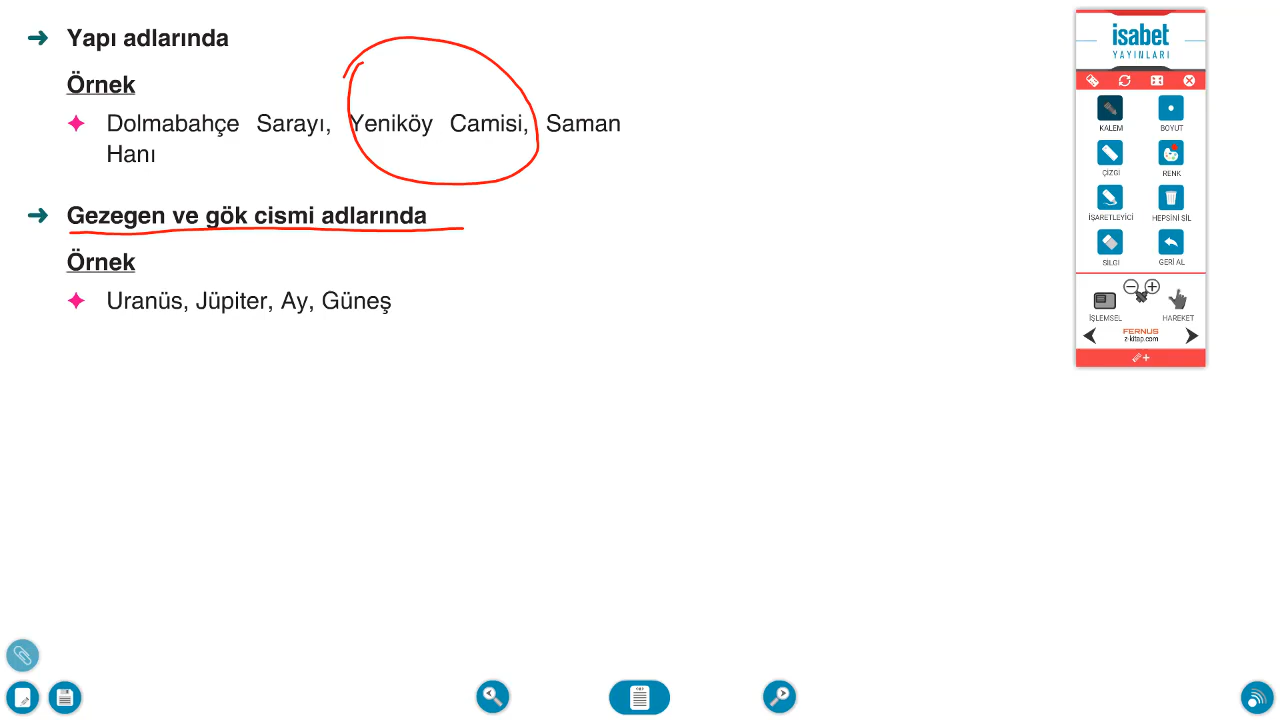 Yapı adlarında
Örnek
Dolmabahçe Sarayı, Yeniköy Camisi, Saman
Hanı
Gezegen ve gök cismi adlarında
Örnek
Uranüs, Jüpiter, Ay, Güneş
isabet
YAYINLARI
KALEM BOYUT
ÇİZGİ RENK
İŞARETLEYİCİ HEPSİNİ SİL
SİLGİ GERİ AL
İŞLEMSEL HAREKET
FERNUS
z-kitap.com